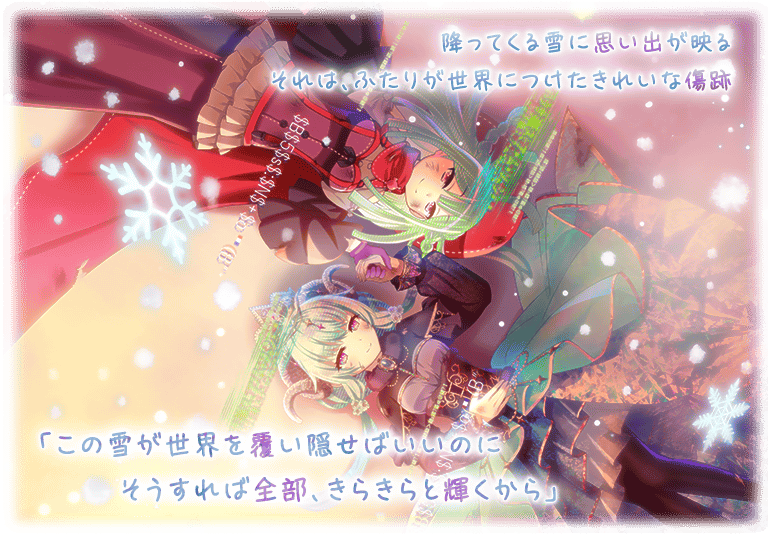 降ってくる雪に思い出が映る
それは、ふたりが世界につけたきれいな傷跡
「この雪が世界を覆い隠せばいいのに
そうすれば全部、きらきらと輝くから」